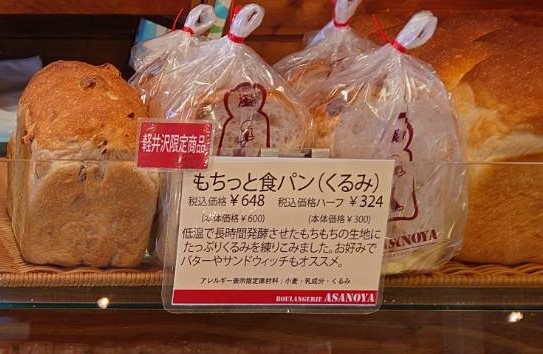 軽井沢限定商品
もちっと食パン(くるみ)
税込価格 ¥648 税込価格ハーフ ¥324
(本体価格¥600) (本体価格¥300)
低温で長時間発酵させたもちもちの生地に
たっぷりくるみを練りこみました。お好みで
バターやサンドウィッチもオススメ。
アレルギー表示指定原材料:小麦・乳成分・くるみ
BOULANGERIE ASANOYA